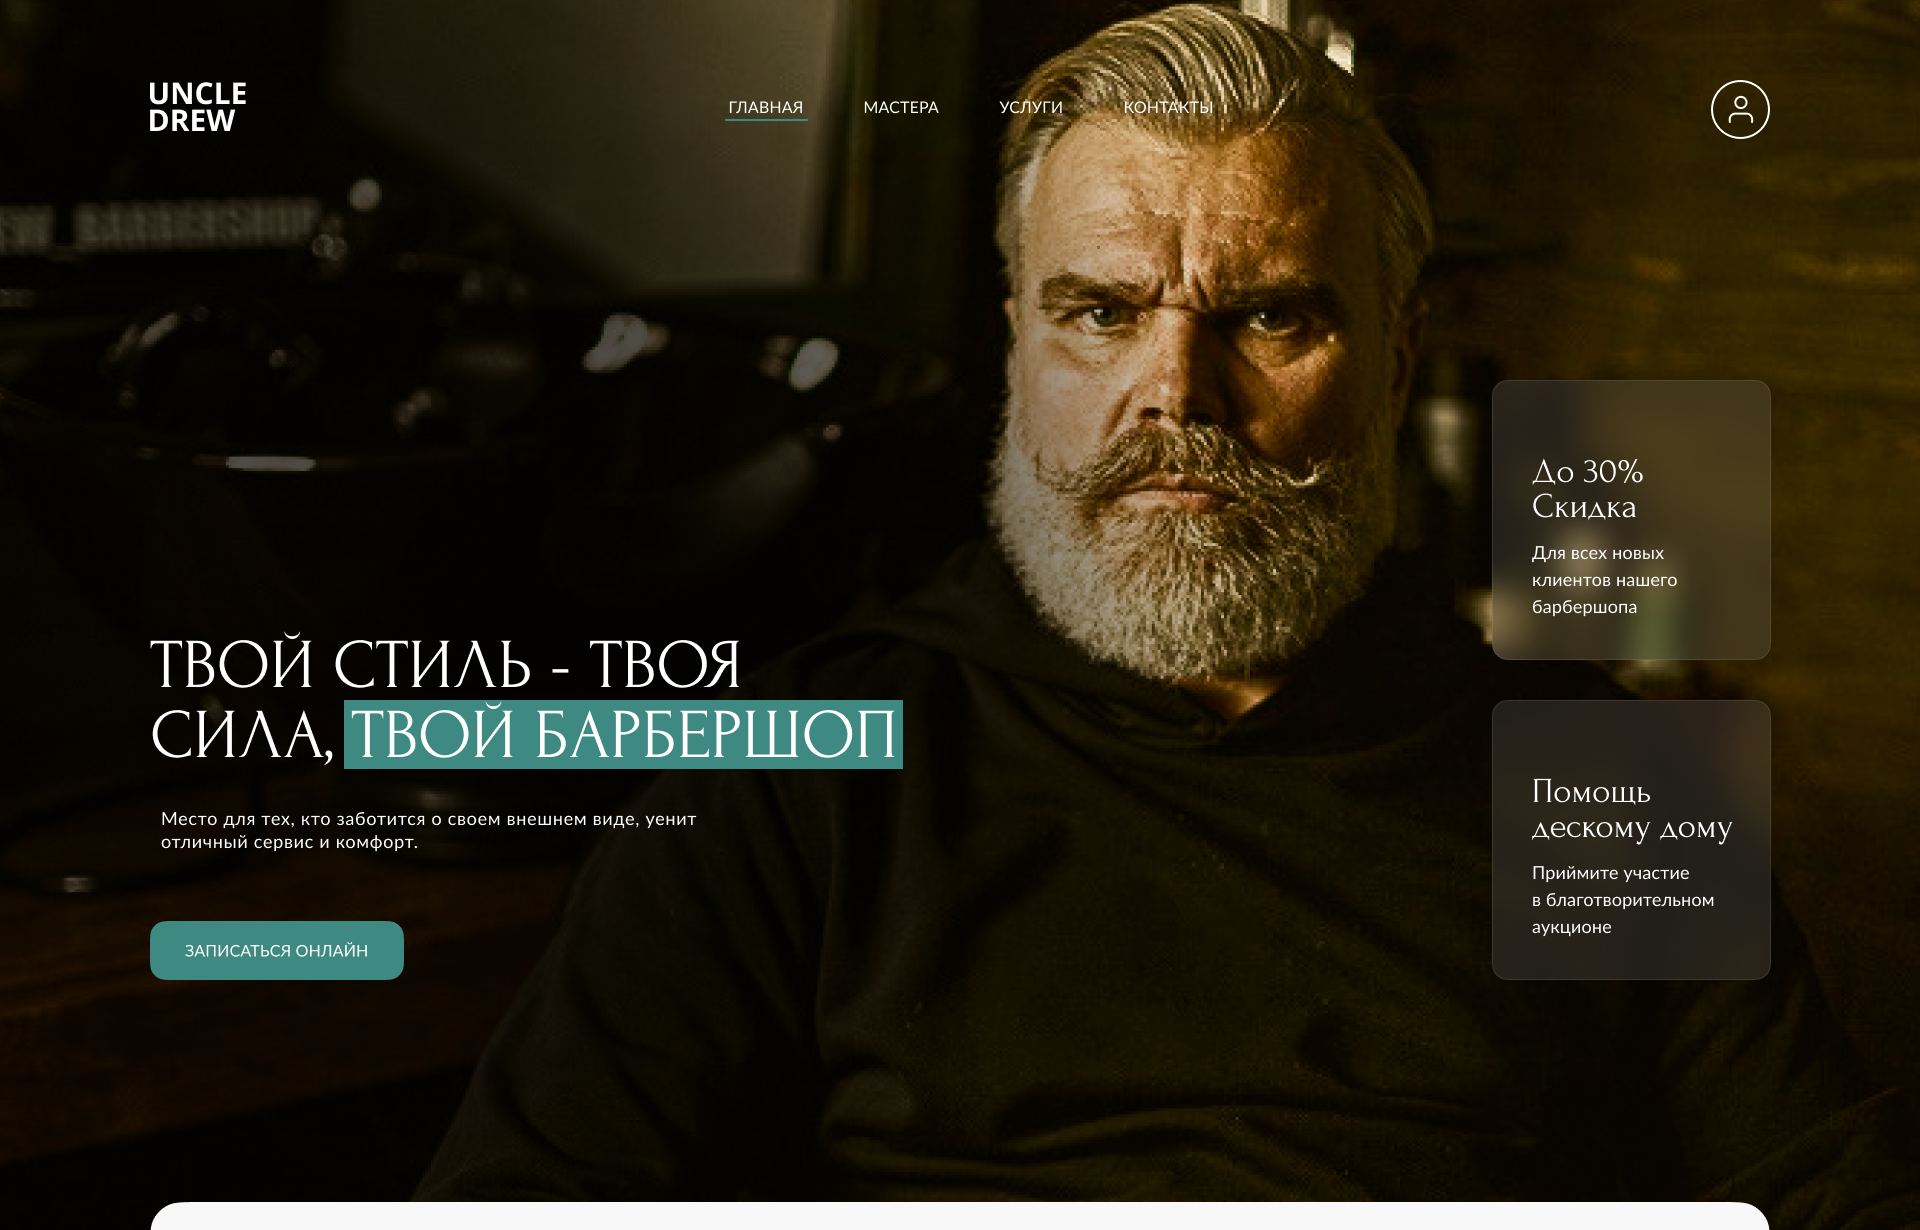 UNCLE
DREW
ГЛАВНАЯ МАСТЕРА УСЛУГИ КОНТАКТЫ
BARBERSHOP
До 30%
Скидка
Для всех новых
клиентов нашего
барбершопа
ТВОЙ СТИЛЬ - ТВОЯ
СИЛА, ТВОЙ БАРБЕРШОП
Место для тех, кто заботится о своем внешнем виде, уенит
отличный сервис и комфорт.
ЗАПИСАТЬСЯ ОНЛАЙН
Помощь
дескому дому
Приймите участие
в благотворительном
аукционе